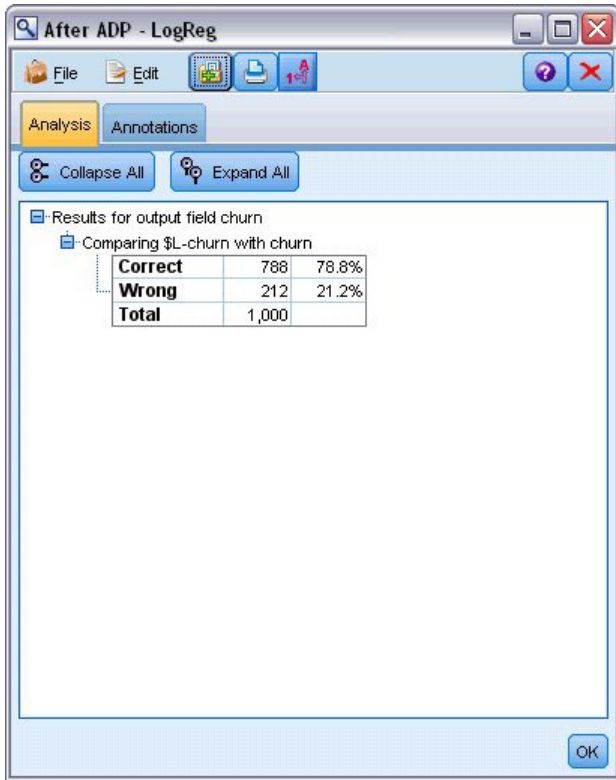 After ADP - LogReg
File Edit
Analysis Annotations
Collapse All Expand All
Results for output field churn
Comparing $L-churn with churn
Correct 788 78.8%
Wrong 212 21.2%
Total 1,000
OK